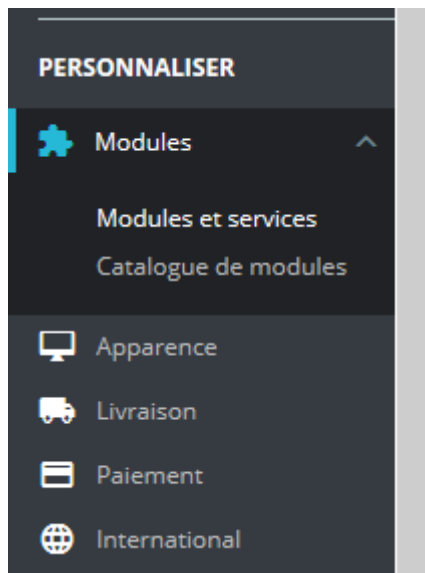 PERSONNALISER
Modules
Modules et services
Catalogue de modules
Apparence
Livraison
Paiement
International